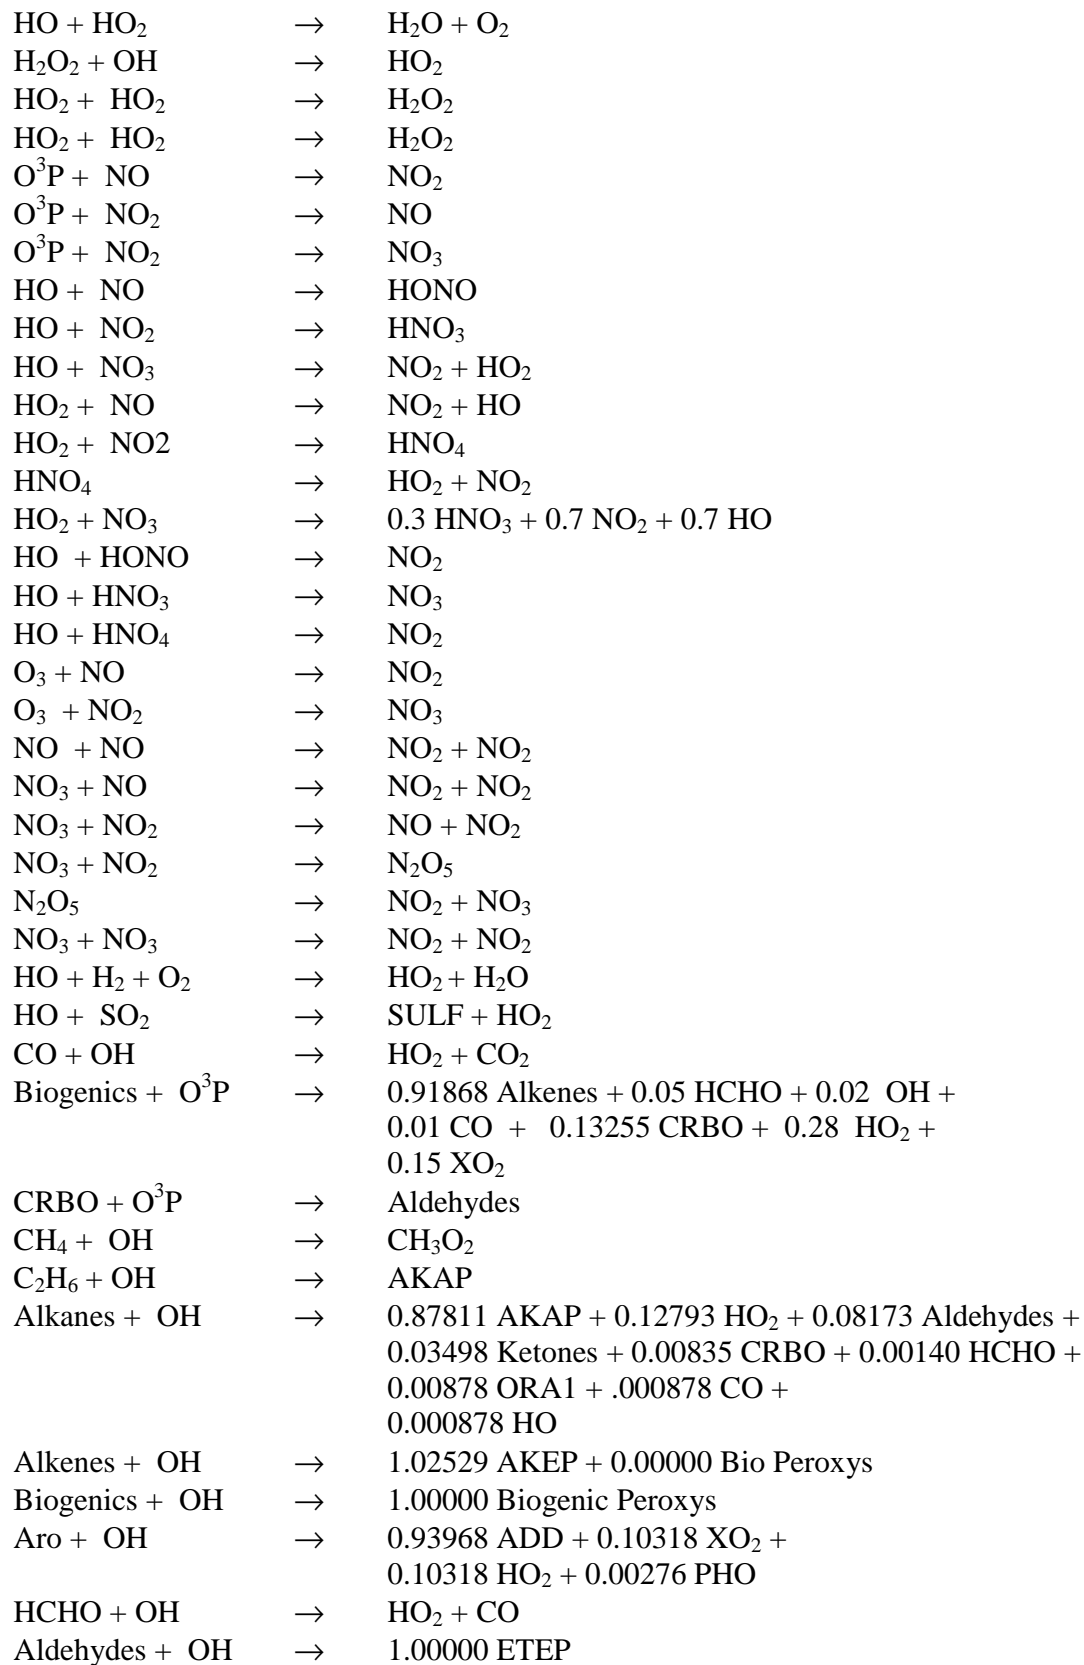 HO + HO₂ → H₂O + O₂
H₂O₂ + OH → HO₂
HO₂ + HO₂ → H₂O₂
HO₂ + HO₂ → H₂O₂
O³P + NO → NO₂
O³P + NO₂ → NO
O³P + NO₂ → NO₃
HO + NO → HONO
HO + NO₂ → HNO₃
HO + NO₃ → NO₂ + HO₂
HO₂ + NO → NO₂ + HO
HO₂ + NO2 → HNO₄
HNO₄ → HO₂ + NO₂
HO₂ + NO₃ → 0.3 HNO₃ + 0.7 NO₂ + 0.7 HO
HO + HONO → NO₂
HO + HNO₃ → NO₃
HO + HNO₄ → NO₂
O₃ + NO → NO₂
O₃ + NO₂ → NO₃
NO + NO → NO₂ + NO₂
NO₃ + NO → NO₂ + NO₂
NO₃ + NO₂ → NO + NO₂
NO₃ + NO₂ → N₂O₅
N₂O₅ → NO₂ + NO₃
NO₃ + NO₃ → NO₂ + NO₂
HO + H₂ + O₂ → HO₂ + H₂O
HO + SO₂ → SULF + HO₂
CO + OH → HO₂ + CO₂
Biogenics + O³P → 0.91868 Alkenes + 0.05 HCHO + 0.02 OH +
0.01 CO + 0.13255 CRBO + 0.28 HO₂ +
0.15 XO₂
CRBO + O³P → Aldehydes
CH₄ + OH → CH₃O₂
C₂H₆ + OH → AKAP
Alkanes + OH → 0.87811 AKAP + 0.12793 HO₂ + 0.08173 Aldehydes +
0.03498 Ketones + 0.00835 CRBO + 0.00140 HCHO +
0.00878 ORA1 + .000878 CO +
0.000878 HO
Alkenes + OH → 1.02529 AKEP + 0.00000 Bio Peroxys
Biogenics + OH → 1.00000 Biogenic Peroxys
Aro + OH → 0.93968 ADD + 0.10318 XO₂ +
0.10318 HO₂ + 0.00276 PHO
HCHO + OH → HO₂ + CO
Aldehydes + OH → 1.00000 ETEP